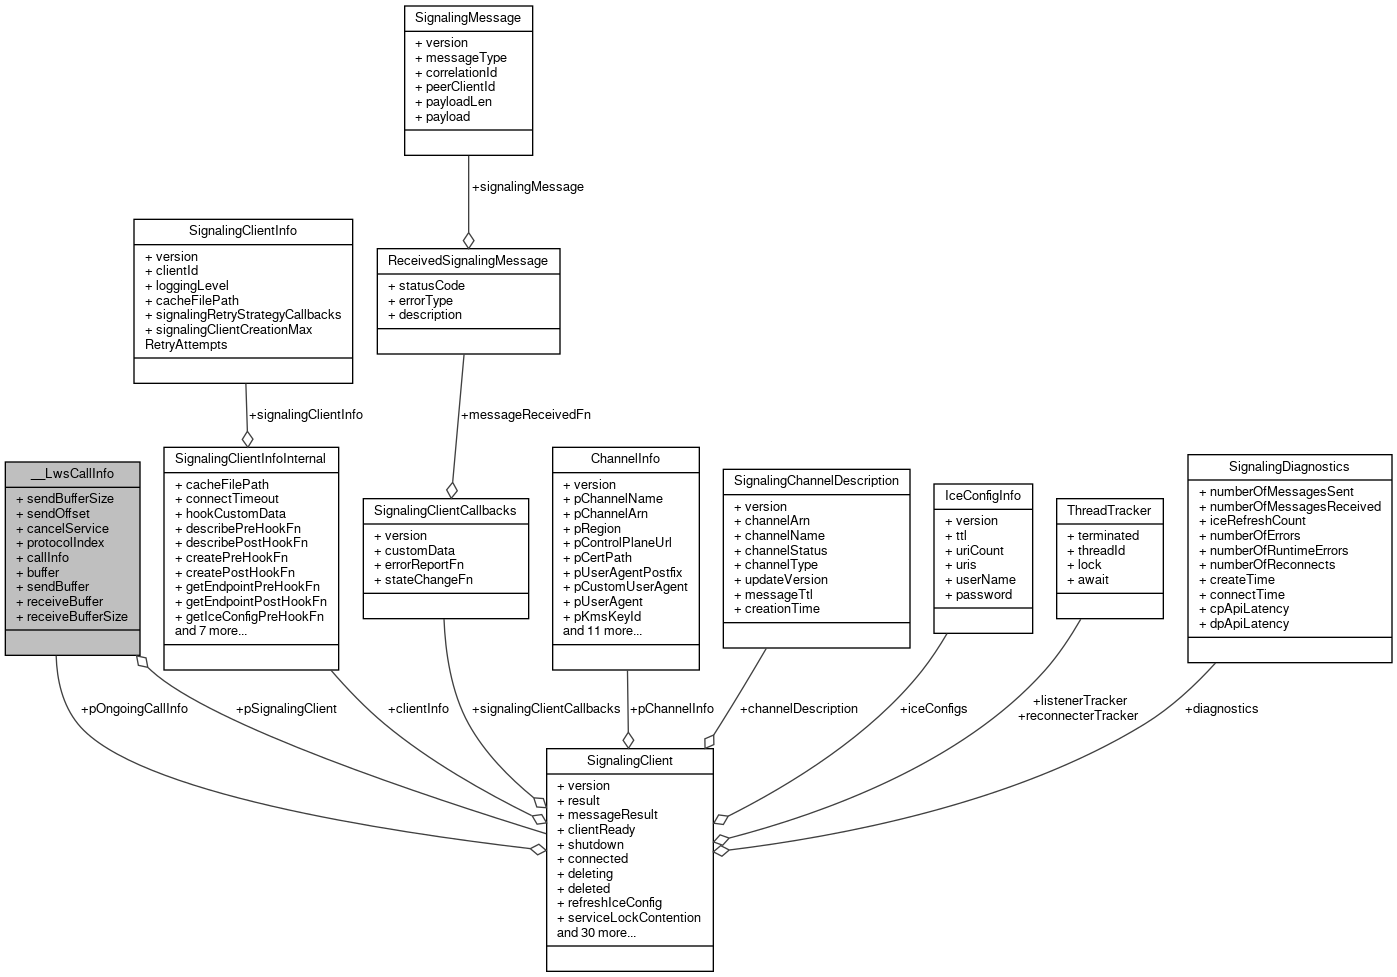 SignalingMessage
+ version
+ messageType
+ correlationId
+ peerClientId
+ payloadLen
+ payload
+signalingMessage
SignalingClientInfo
+ version
+ clientId
+ loggingLevel
+ cacheFilePath
+ signalingRetryStrategyCallbacks
+ signalingClientCreationMax
RetryAttempts
ReceivedSignalingMessage
+ statusCode
+ errorType
+ description
+signalingClientInfo
+messageReceivedFn
__LwsCallInfo
+ sendBufferSize
+ sendOffset
+ cancelService
+ protocolIndex
+ callInfo
+ buffer
+ sendBuffer
+ receiveBuffer
+ receiveBufferSize
SignalingClientInfoInternal
+ cacheFilePath
+ connectTimeout
+ hookCustomData
+ describePreHookFn
+ describePostHookFn
+ createPreHookFn
+ createPostHookFn
+ getEndpointPreHookFn
+ getEndpointPostHookFn
+ getIceConfigPreHookFn
and 7 more...
SignalingClientCallbacks
+ version
+ customData
+ errorReportFn
+ stateChangeFn
ChannelInfo
+ version
+ pChannelName
+ pChannelArn
+ pRegion
+ pControlPlaneUrl
+ pCertPath
+ pUserAgentPostfix
+ pCustomUserAgent
+ pUserAgent
+ pKmsKeyId
and 11 more...
SignalingChannelDescription
+ version
+ channelArn
+ channelName
+ channelStatus
+ channelType
+ updateVersion
+ messageTtl
+ creationTime
IceConfigInfo
+ version
+ ttl
+ uriCount
+ uris
+ userName
+ password
ThreadTracker
+ terminated
+ threadId
+ lock
+ await
SignalingDiagnostics
+ numberOfMessagesSent
+ numberOfMessagesReceived
+ iceRefreshCount
+ numberOfErrors
+ numberOfRuntimeErrors
+ numberOfReconnects
+ createTime
+ connectTime
+ cpApiLatency
+ dpApiLatency
+pOngoingCallInfo
+pSignalingClient
+clientInfo
+signalingClientCallbacks
+pChannelInfo
+channelDescription
+iceConfigs
+listenerTracker
+reconnecterTracker
+diagnostics
SignalingClient
+ version
+ result
+ messageResult
+ clientReady
+ shutdown
+ connected
+ deleting
+ deleted
+ refreshIceConfig
+ serviceLockContention
and 30 more...